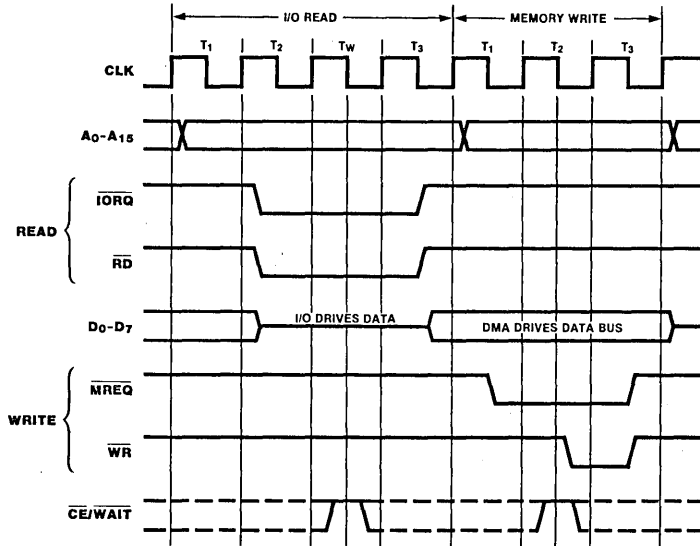 I/O READ MEMORY WRITE
T1 T2 TW T3 T1 T2 T3
CLK
A0-A15
IORQ
READ
RD
D0-D7 I/O DRIVES DATA DMA DRIVES DATA BUS
MREQ
WRITE
WR
CE/WAIT